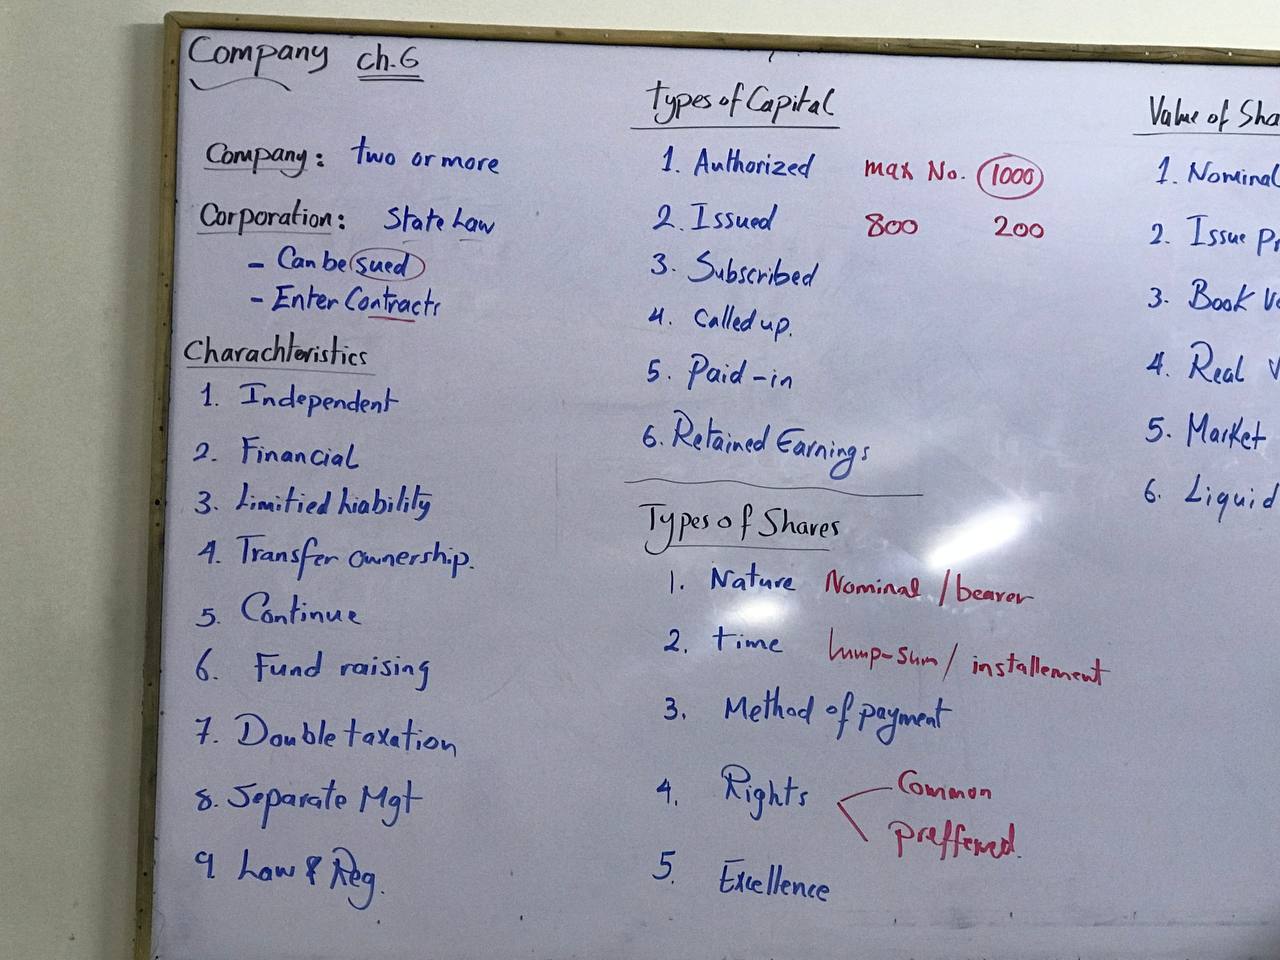 Company ch.6
Company: two or more
Corporation: State Law
- Can be sued
- Enter Contracts
Charachteristics
1. Independent
2. Financial
3. Limitied Liability
4. Transfer ownership.
5. Continue
6. Fund raising
7. Double taxation
8. Separate Mgt
9 Law & Reg.
Types of Capital
1. Authorized max No. 1000
2. Issued 800 200
3. Subscribed
4. Called up.
5. Paid-in
6. Retained Earnings
Types of Shares
1. Nature Nominal / bearer
2. time lump-sum / installement
3. Method of payment
4. Rights Common
preffered.
5. Excellence
Value of Sha
1. Nominal
2. Issue Pr
3. Book V
4. Real V
5. Market
6. Liquid